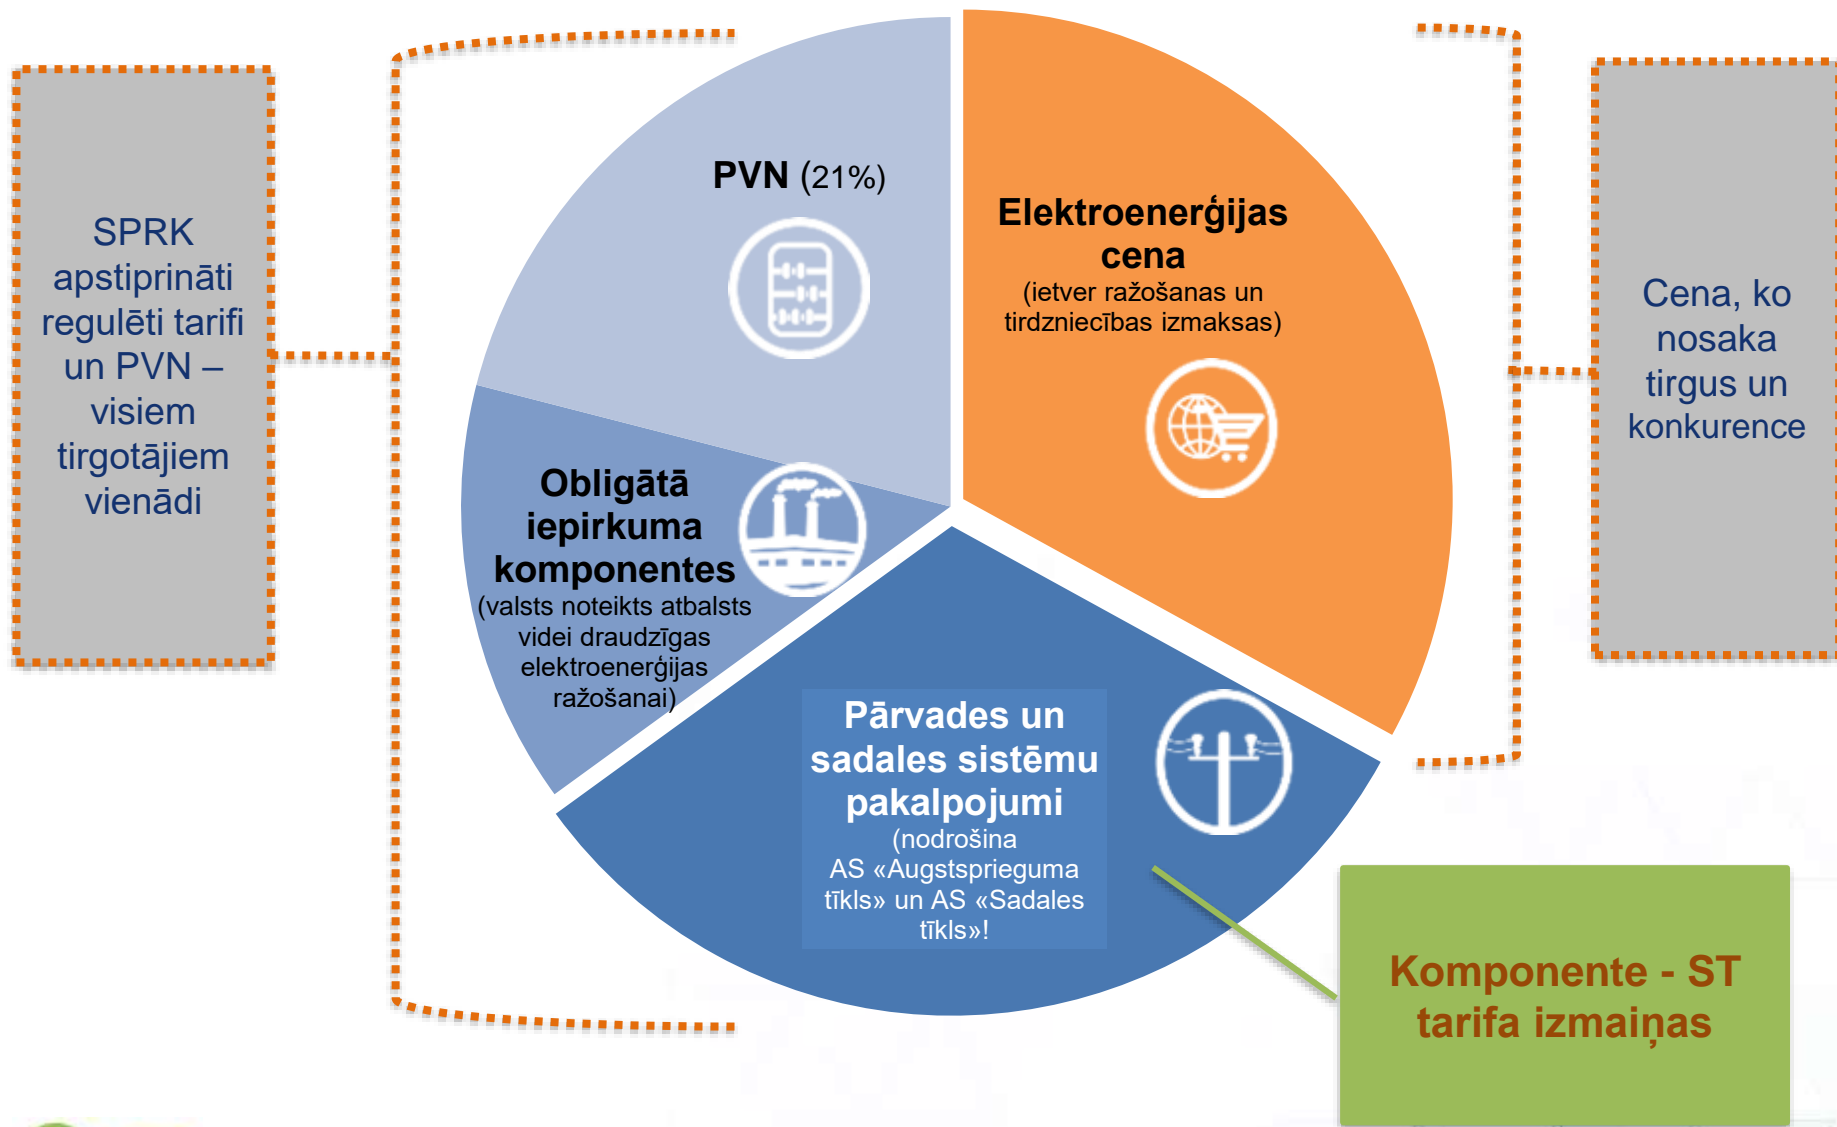 SPRK
apstiprināti
regulēti tarifi
un PVN –
visiem
tirgotājiem
vienādi
PVN (21%)
Elektroenerģijas
cena
(ietver ražošanas un
tirdzniecības izmaksas)
Cena, ko
nosaka
tirgus un
konkurence
Obligātā
iepirkuma
komponentes
(valsts noteikts atbalsts
videi draudzīgas
elektroenerģijas
ražošanai)
Pārvades un
sadales sistēmu
pakalpojumi
(nodrošina
AS «Augstsprieguma
tīkls» un AS «Sadales
tīkls»!
Komponente - ST
tarifa izmaiņas